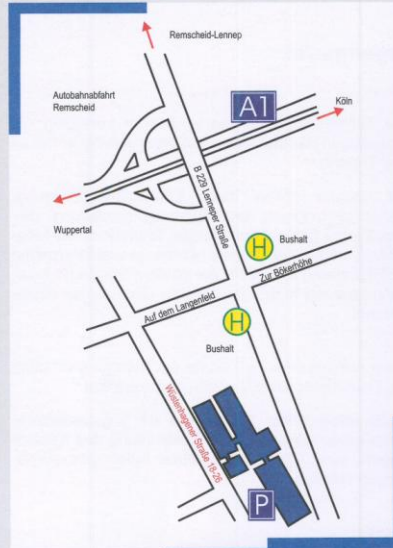 Remscheid-Lennep
Autobahnabfahrt
Remscheid
A1
Köln
B 229 Lenneper Straße
Wuppertal
H
Bushalt
Zur Bökerhöhe
Auf dem Langenfeld
H
Bushalt
Wüstenhagener Straße 18-26
P